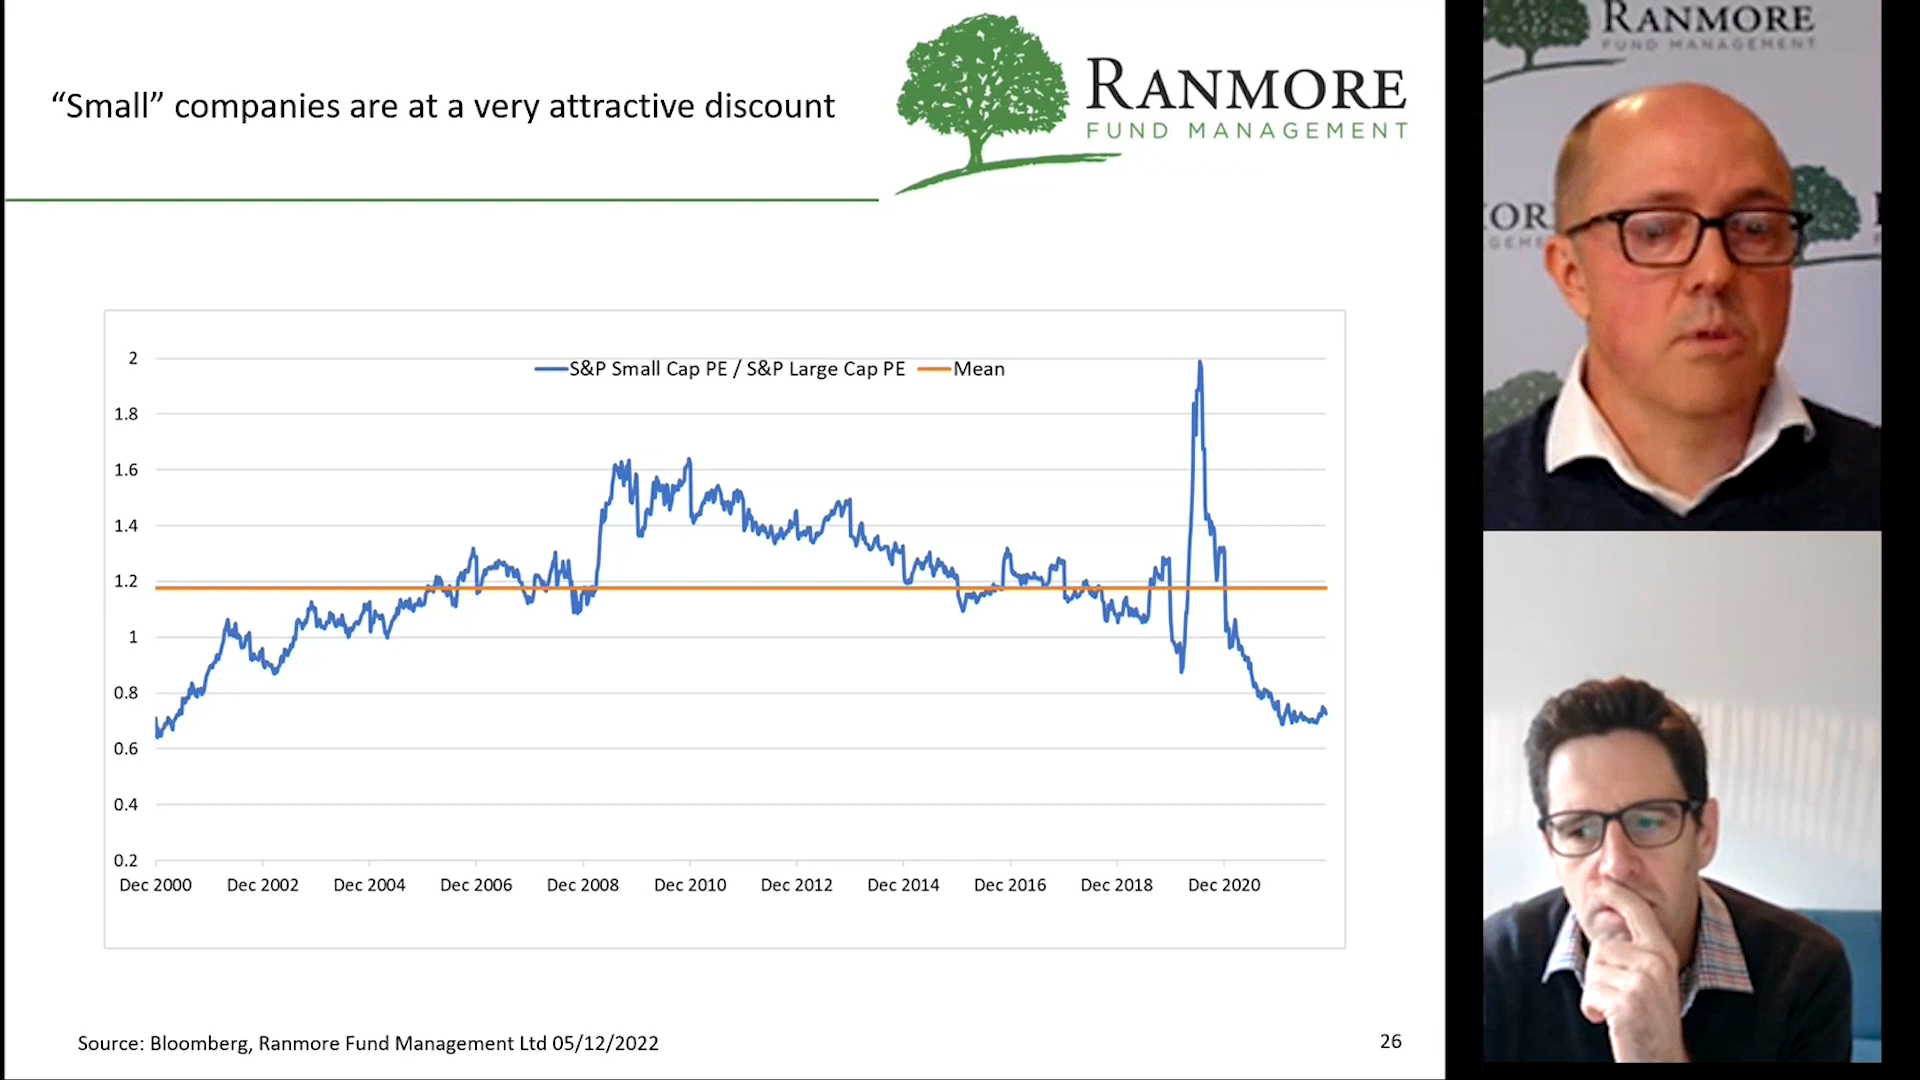 “Small” companies are at a very attractive discount
RANMORE
FUND MANAGEMENT
S&P Small Cap PE / S&P Large Cap PE
Mean
2
1.8
1.6
1.4
1.2
1
0.8
0.6
0.4
0.2
Dec 2000 Dec 2002 Dec 2004 Dec 2006 Dec 2008 Dec 2010 Dec 2012 Dec 2014 Dec 2016 Dec 2018 Dec 2020
Source: Bloomberg, Ranmore Fund Management Ltd 05/12/2022
26
RANMORE
FUND MANAGEMENT